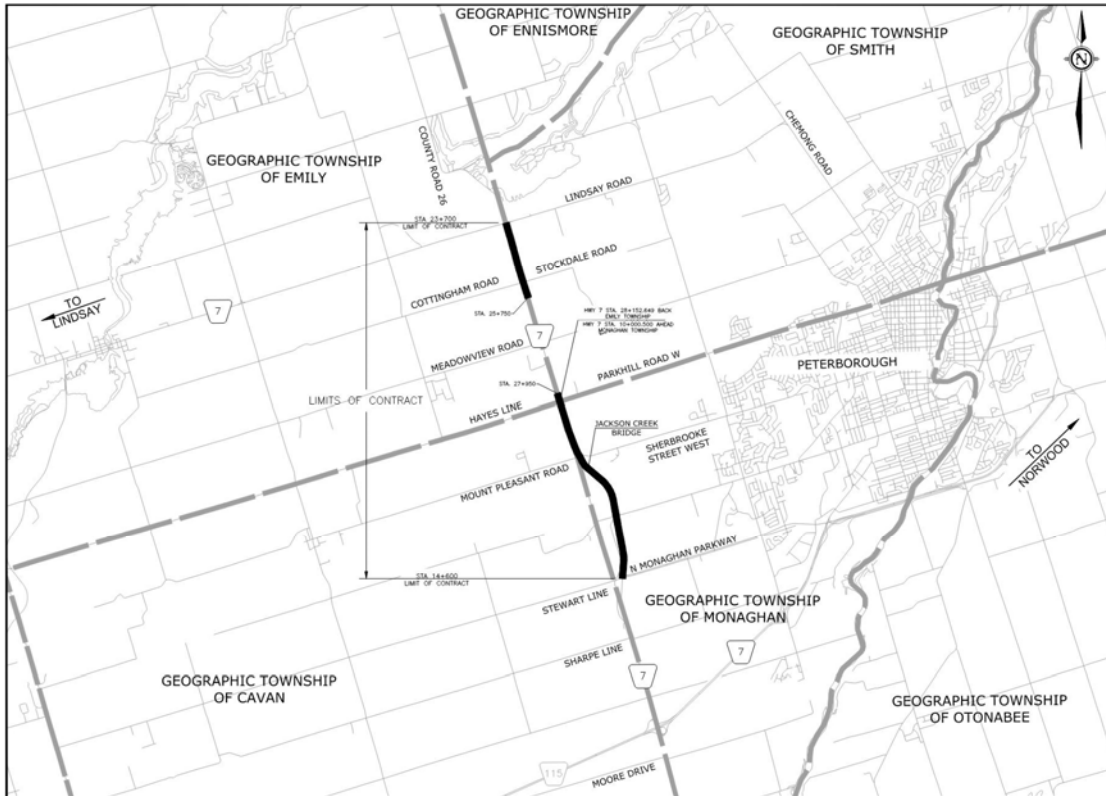 GEOGRAPHIC TOWNSHIP
OF ENNISMORE
GEOGRAPHIC TOWNSHIP
OF SMITH
N
COUNTY ROAD 26
CHEMONG ROAD
GEOGRAPHIC TOWNSHIP
OF EMILY
LINDSAY ROAD
STA. 23+700
LIMIT OF CONTRACT
STOCKDALE ROAD
COTTINGHAM ROAD
TO
LINDSAY
7
STA. 25+750
HWY 7 STA. 28+152.649 BACK
EMILY TOWNSHIP
HWY 7 STA. 10+000.500 AHEAD
MONAGHAN TOWNSHIP
7
MEADOWVIEW ROAD
PARKHILL ROAD W
PETERBOROUGH
STA. 27+950
LIMITS OF CONTRACT
HAYES LINE
JACKSON CREEK
BRIDGE
SHERBROOKE
STREET WEST
TO
NORWOOD
MOUNT PLEASANT ROAD
N MONAGHAN PARKWAY
STA. 14+600
LIMIT OF CONTRACT
STEWART LINE
GEOGRAPHIC TOWNSHIP
OF MONAGHAN
SHARPE LINE
7
7
GEOGRAPHIC TOWNSHIP
OF CAVAN
GEOGRAPHIC TOWNSHIP
OF OTONABEE
115
MOORE DRIVE